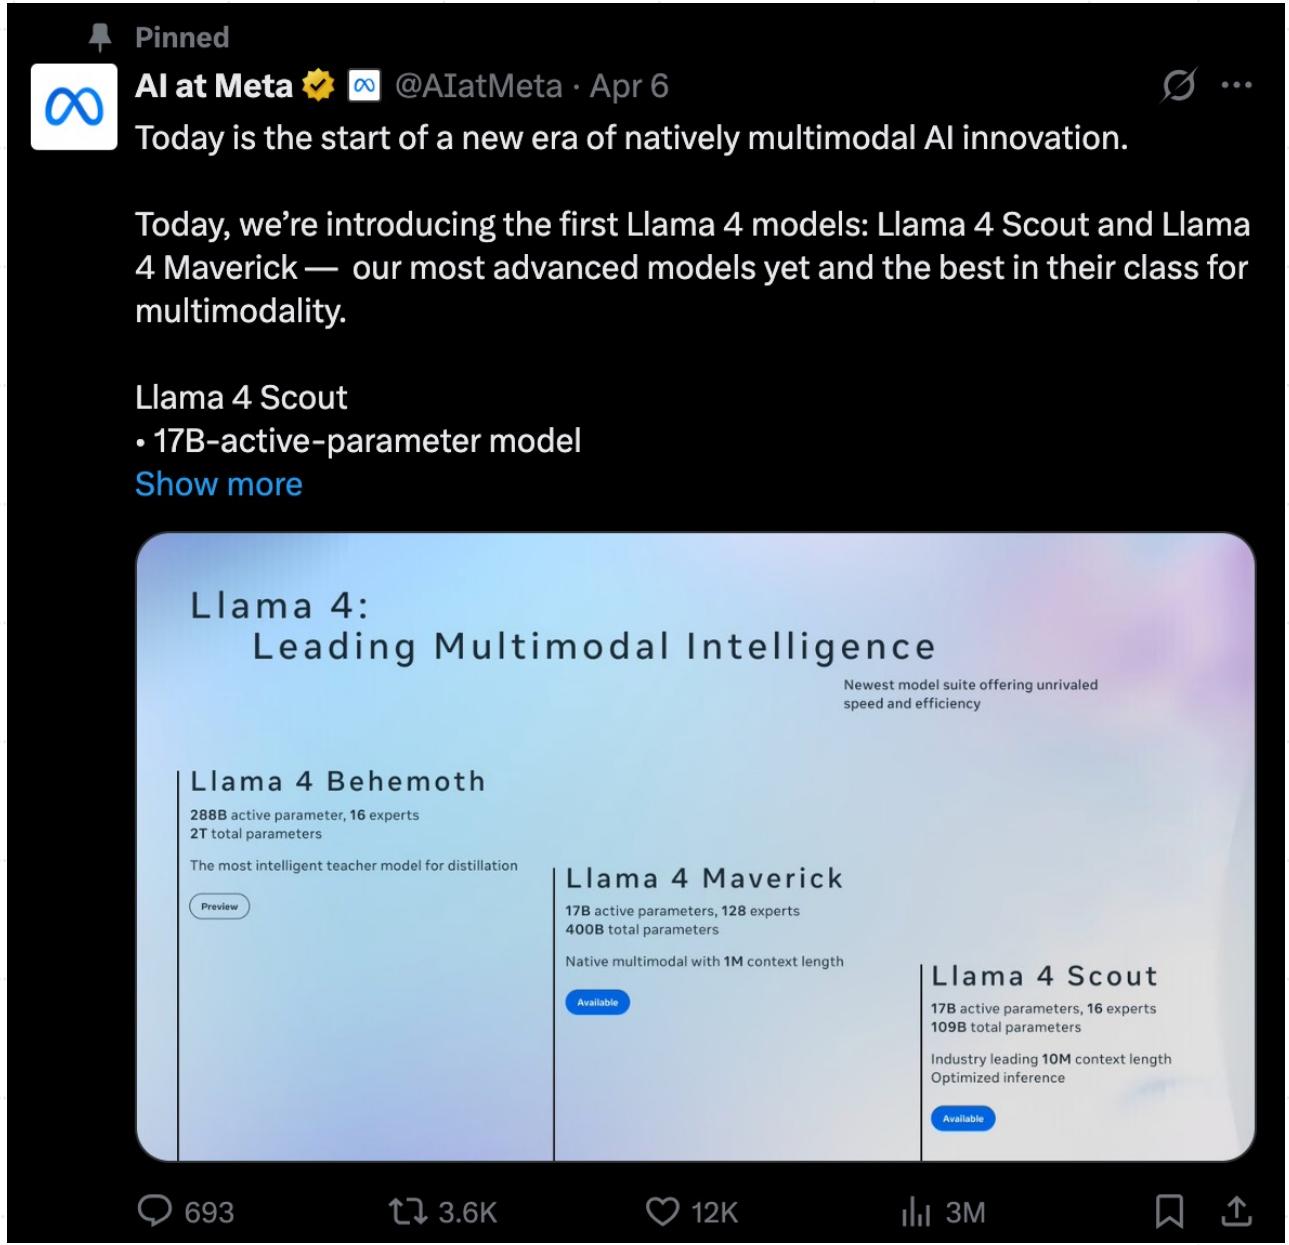 Pinned
AI at Meta @AIatMeta · Apr 6
Today is the start of a new era of natively multimodal AI innovation.
Today, we’re introducing the first Llama 4 models: Llama 4 Scout and Llama
4 Maverick — our most advanced models yet and the best in their class for
multimodality.
Llama 4 Scout
• 17B-active-parameter model
Show more
Llama 4:
Leading Multimodal Intelligence
Newest model suite offering unrivaled
speed and efficiency
Llama 4 Behemoth
288B active parameter, 16 experts
2T total parameters
The most intelligent teacher model for distillation
Preview
Llama 4 Maverick
17B active parameters, 128 experts
400B total parameters
Native multimodal with 1M context length
Available
Llama 4 Scout
17B active parameters, 16 experts
109B total parameters
Industry leading 10M context length
Optimized inference
Available
693 3.6K 12K 3M